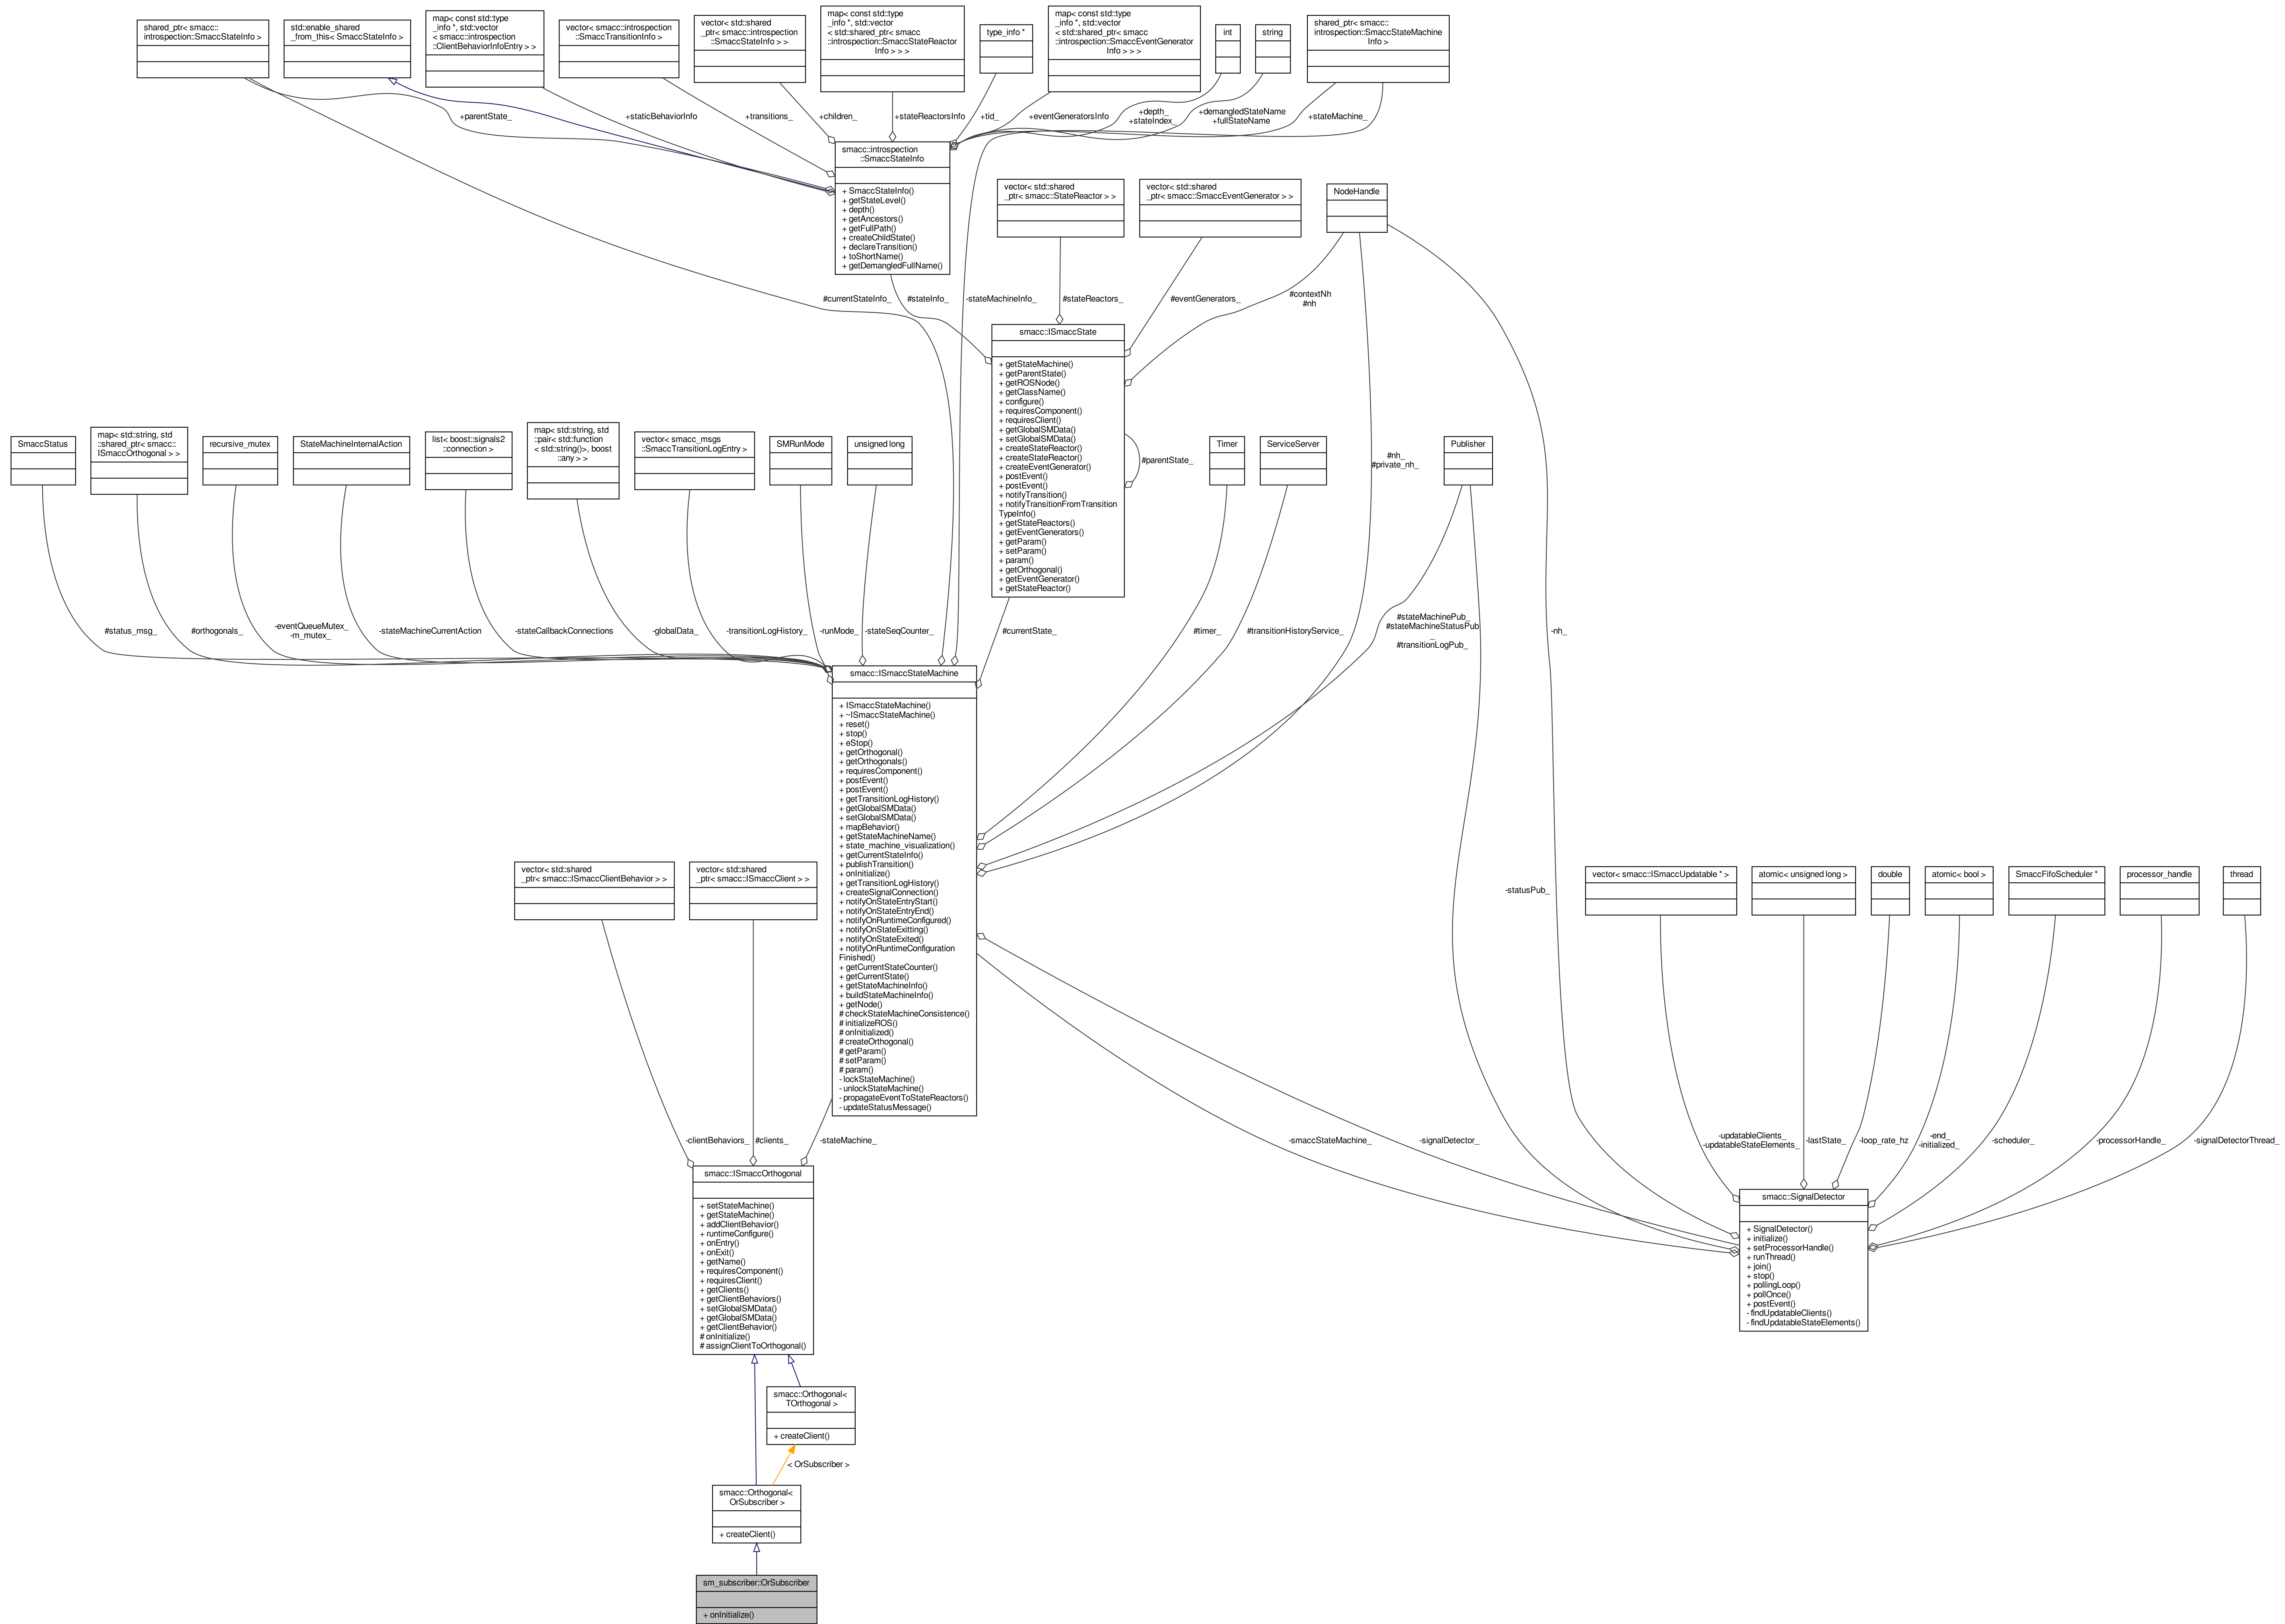 shared_ptr< smacc::
introspection::SmaccStateInfo >
std::enable_shared
_from_this< SmaccStateInfo >
map< const std::type
_info *, std::vector
< smacc::introspection
::ClientBehaviorInfoEntry > >
vector< smacc::introspection
::SmaccTransitionInfo >
vector< std::shared
_ptr< smacc::introspection
::SmaccStateInfo > >
map< const std::type
_info *, std::vector
< std::shared_ptr< smacc
::introspection::SmaccStateReactor
Info > > >
type_info *
map< const std::type
_info *, std::vector
< std::shared_ptr< smacc
::introspection::SmaccEventGenerator
Info > > >
int
string
shared_ptr< smacc::
introspection::SmaccStateMachine
Info >
+parentState_
+staticBehaviorInfo
+transitions_
+children_
+stateReactorsInfo
+tid_
+eventGeneratorsInfo
+depth_
+stateIndex_
+demangledStateName
+fullStateName
+stateMachine_
smacc::introspection
::SmaccStateInfo
+ SmaccStateInfo()
+ getStateLevel()
+ depth()
+ getAncestors()
+ getFullPath()
+ createChildState()
+ declareTransition()
+ toShortName()
+ getDemangledFullName()
vector< std::shared
_ptr< smacc::StateReactor > >
vector< std::shared
_ptr< smacc::SmaccEventGenerator > >
NodeHandle
#currentStateInfo_
#stateInfo_
-stateMachineInfo_
#stateReactors_
#eventGenerators_
#contextNh
#nh
smacc::ISmaccState
+ getStateMachine()
+ getParentState()
+ getROSNode()
+ getClassName()
+ configure()
+ requiresComponent()
+ requiresClient()
+ getGlobalSMData()
+ setGlobalSMData()
+ createStateReactor()
+ createStateReactor()
+ createEventGenerator()
+ postEvent()
+ postEvent()
+ notifyTransition()
+ notifyTransitionFromTransition
TypeInfo()
+ getStateReactors()
+ getEventGenerators()
+ getParam()
+ setParam()
+ param()
+ getOrthogonal()
+ getEventGenerator()
+ getStateReactor()
#parentState_
SmaccStatus
map< std::string, std
::shared_ptr< smacc::
ISmaccOrthogonal > >
recursive_mutex
StateMachineInternalAction
list< boost::signals2
::connection >
map< std::string, std
::pair< std::function
< std::string()>, boost
::any > >
vector< smacc_msgs
::SmaccTransitionLogEntry >
SMRunMode
unsigned long
Timer
ServiceServer
#nh_
#private_nh_
Publisher
#status_msg_
#orthogonals_
-eventQueueMutex_
-m_mutex_
-stateMachineCurrentAction
-stateCallbackConnections
-globalData_
-transitionLogHistory_
-runMode_
-stateSeqCounter_
#currentState_
#timer_
#transitionHistoryService_
#stateMachinePub_
#stateMachineStatusPub
_
#transitionLogPub_
-nh_
smacc::ISmaccStateMachine
+ ISmaccStateMachine()
+ ~ISmaccStateMachine()
+ reset()
+ stop()
+ eStop()
+ getOrthogonal()
+ getOrthogonals()
+ requiresComponent()
+ postEvent()
+ postEvent()
+ getTransitionLogHistory()
+ getGlobalSMData()
+ setGlobalSMData()
+ mapBehavior()
+ getStateMachineName()
+ state_machine_visualization()
+ getCurrentStateInfo()
+ publishTransition()
+ onInitialize()
+ getTransitionLogHistory()
+ createSignalConnection()
+ notifyOnStateEntryStart()
+ notifyOnStateEntryEnd()
+ notifyOnRuntimeConfigured()
+ notifyOnStateExitting()
+ notifyOnStateExited()
+ notifyOnRuntimeConfiguration
Finished()
+ getCurrentStateCounter()
+ getCurrentState()
+ getStateMachineInfo()
+ buildStateMachineInfo()
+ getNode()
# checkStateMachineConsistence()
# initializeROS()
# onInitialized()
# createOrthogonal()
# getParam()
# setParam()
# param()
- lockStateMachine()
- unlockStateMachine()
- propagateEventToStateReactors()
- updateStatusMessage()
vector< std::shared
_ptr< smacc::ISmaccClientBehavior > >
vector< std::shared
_ptr< smacc::ISmaccClient > >
-statusPub_
vector< smacc::ISmaccUpdatable * >
atomic< unsigned long >
double
atomic< bool >
SmaccFifoScheduler *
processor_handle
thread
-clientBehaviors_
#clients_
-stateMachine_
-smaccStateMachine_
-signalDetector_
-updatableClients_
-updatableStateElements_
-lastState_
-loop_rate_hz
-end_
-initialized_
-scheduler_
-processorHandle_
-signalDetectorThread_
smacc::ISmaccOrthogonal
+ setStateMachine()
+ getStateMachine()
+ addClientBehavior()
+ runtimeConfigure()
+ onEntry()
+ onExit()
+ getName()
+ requiresComponent()
+ requiresClient()
+ getClients()
+ getClientBehaviors()
+ setGlobalSMData()
+ getGlobalSMData()
+ getClientBehavior()
# onInitialize()
# assignClientToOrthogonal()
smacc::SignalDetector
+ SignalDetector()
+ initialize()
+ setProcessorHandle()
+ runThread()
+ join()
+ stop()
+ pollingLoop()
+ pollOnce()
+ postEvent()
- findUpdatableClients()
- findUpdatableStateElements()
smacc::Orthogonal<
TOrthogonal >
+ createClient()
< OrSubscriber >
smacc::Orthogonal<
OrSubscriber >
+ createClient()
sm_subscriber::OrSubscriber
+ onInitialize()